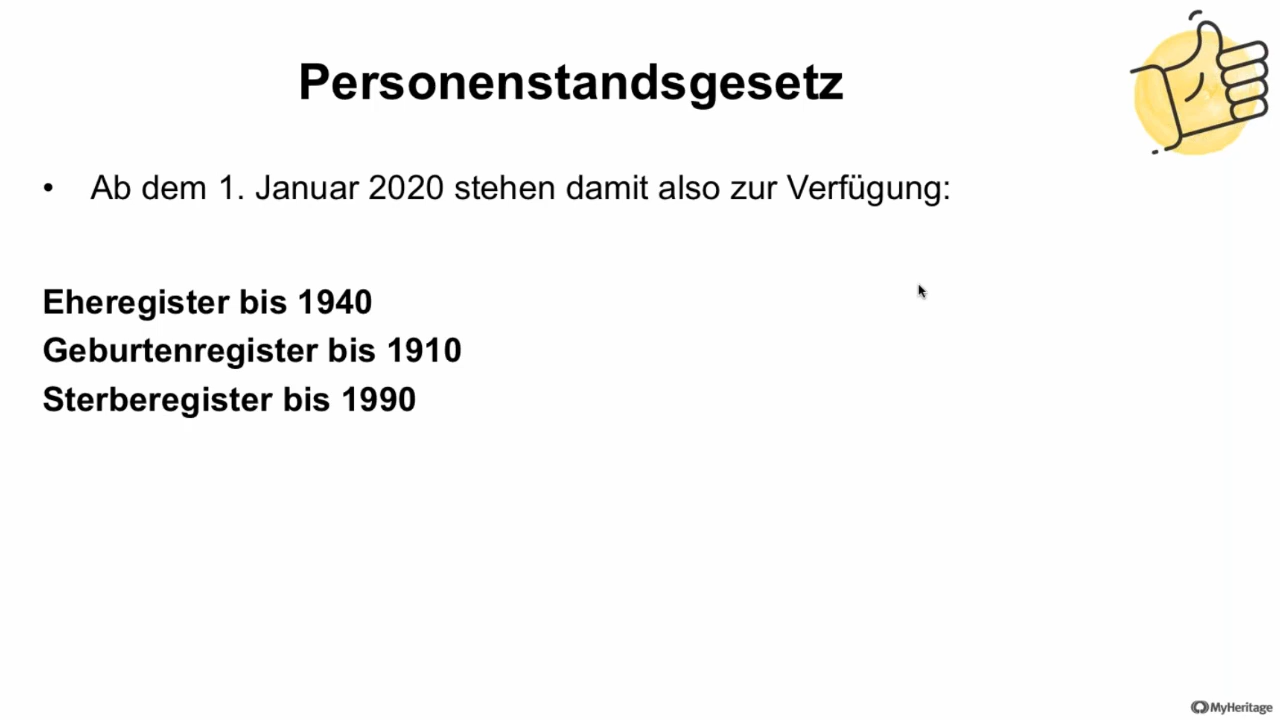 Personenstandsgesetz
• Ab dem 1. Januar 2020 stehen damit also zur Verfügung:
Eheregister bis 1940
Geburtenregister bis 1910
Sterberegister bis 1990
MyHeritage